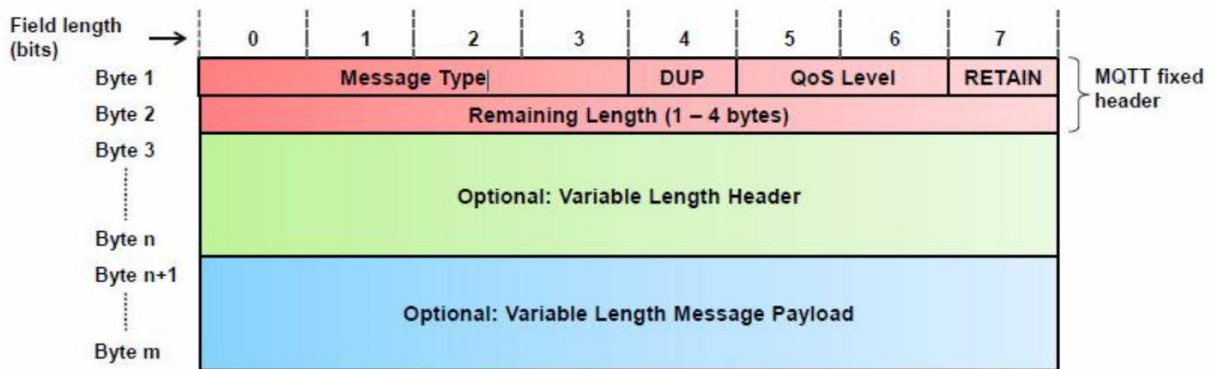 Field length
(bits)
0 1 2 3 4 5 6 7
Byte 1
Message Type
DUP
QoS Level
RETAIN
MQTT fixed
header
Byte 2
Remaining Length (1 – 4 bytes)
Byte 3
Optional: Variable Length Header
Byte n
Byte n+1
Optional: Variable Length Message Payload
Byte m